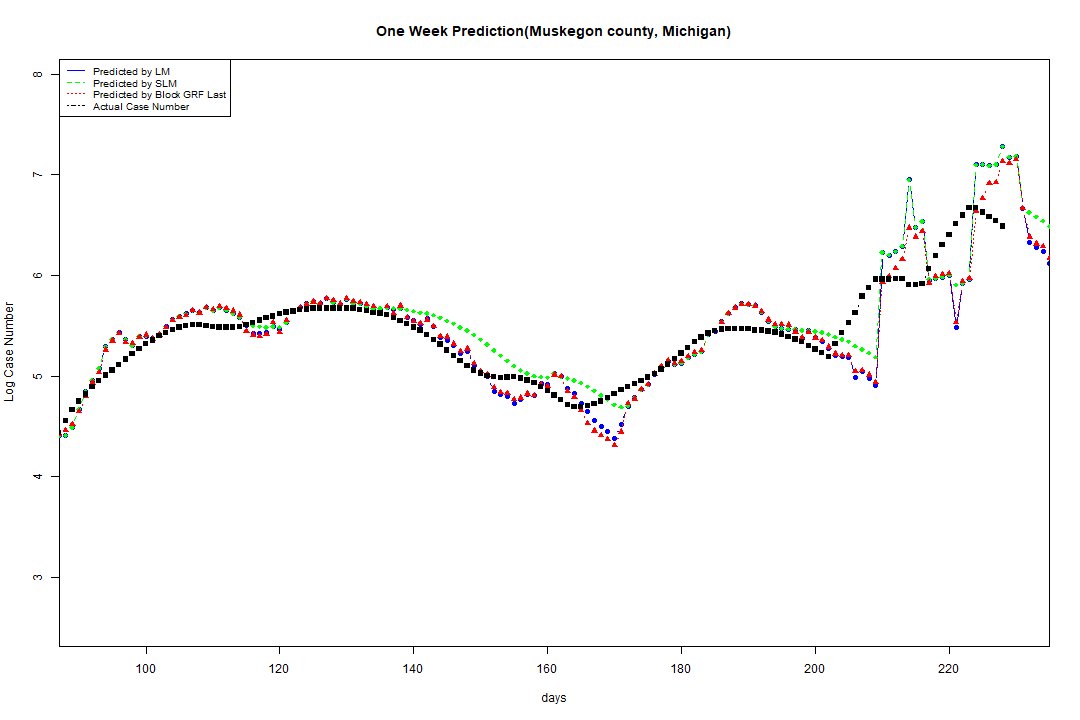 One Week Prediction(Muskegon county, Michigan)
Predicted by LM
Predicted by SLM
Predicted by Block GRF Last
Actual Case Number
Log Case Number
8
7
6
5
4
3
100 120 140 160 180 200 220
days